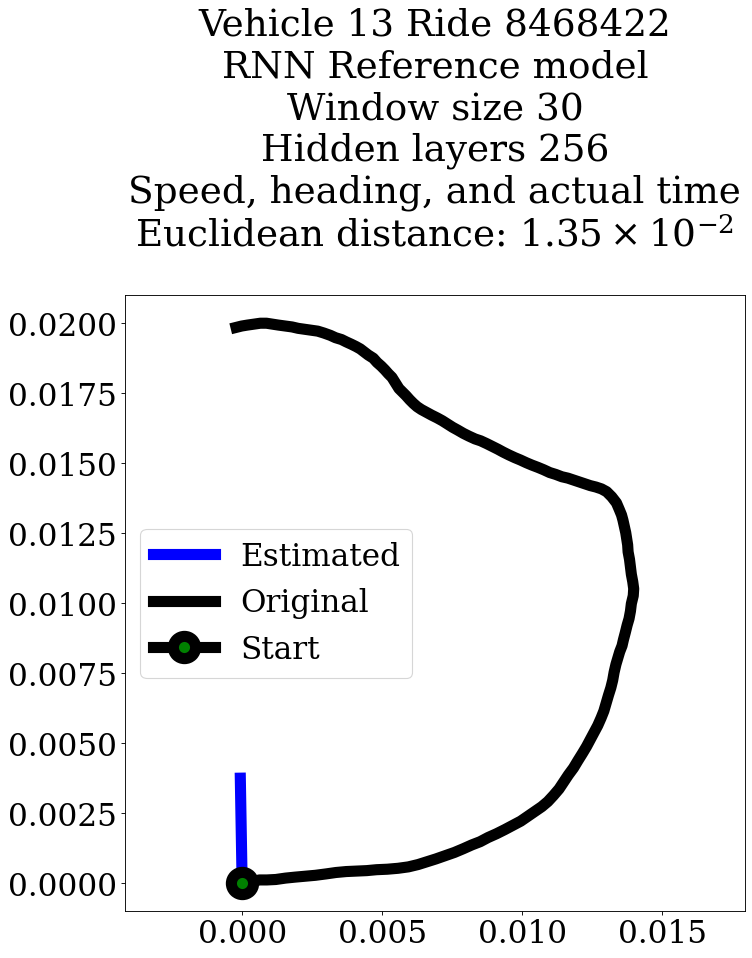 Vehicle 13 Ride 8468422
RNN Reference model
Window size 30
Hidden layers 256
Speed, heading, and actual time
Euclidean distance: 1.35 × 10⁻²
0.0200
0.0175
0.0150
0.0125
0.0100
0.0075
0.0050
0.0025
0.0000
Estimated
Original
Start
0.000 0.005 0.010 0.015